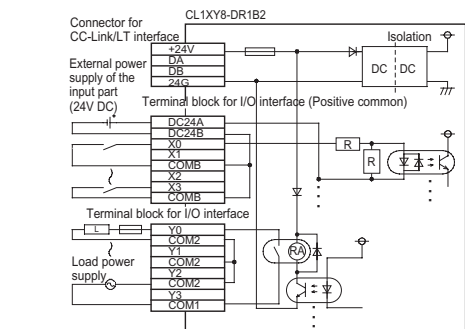 CL1XY8-DR1B2
Connector for
CC-Link/LT interface
+24V
DA
DB
24G
Isolation
DC DC
External power
supply of the
input part
(24V DC)
Terminal block for I/O interface (Positive common)
DC24A
DC24B
X0
X1
COMB
X2
X3
COMB
R
R
Terminal block for I/O interface
L
Y0
COM2
Y1
COM2
Y2
COM2
Y3
COM1
Load power
supply
RA